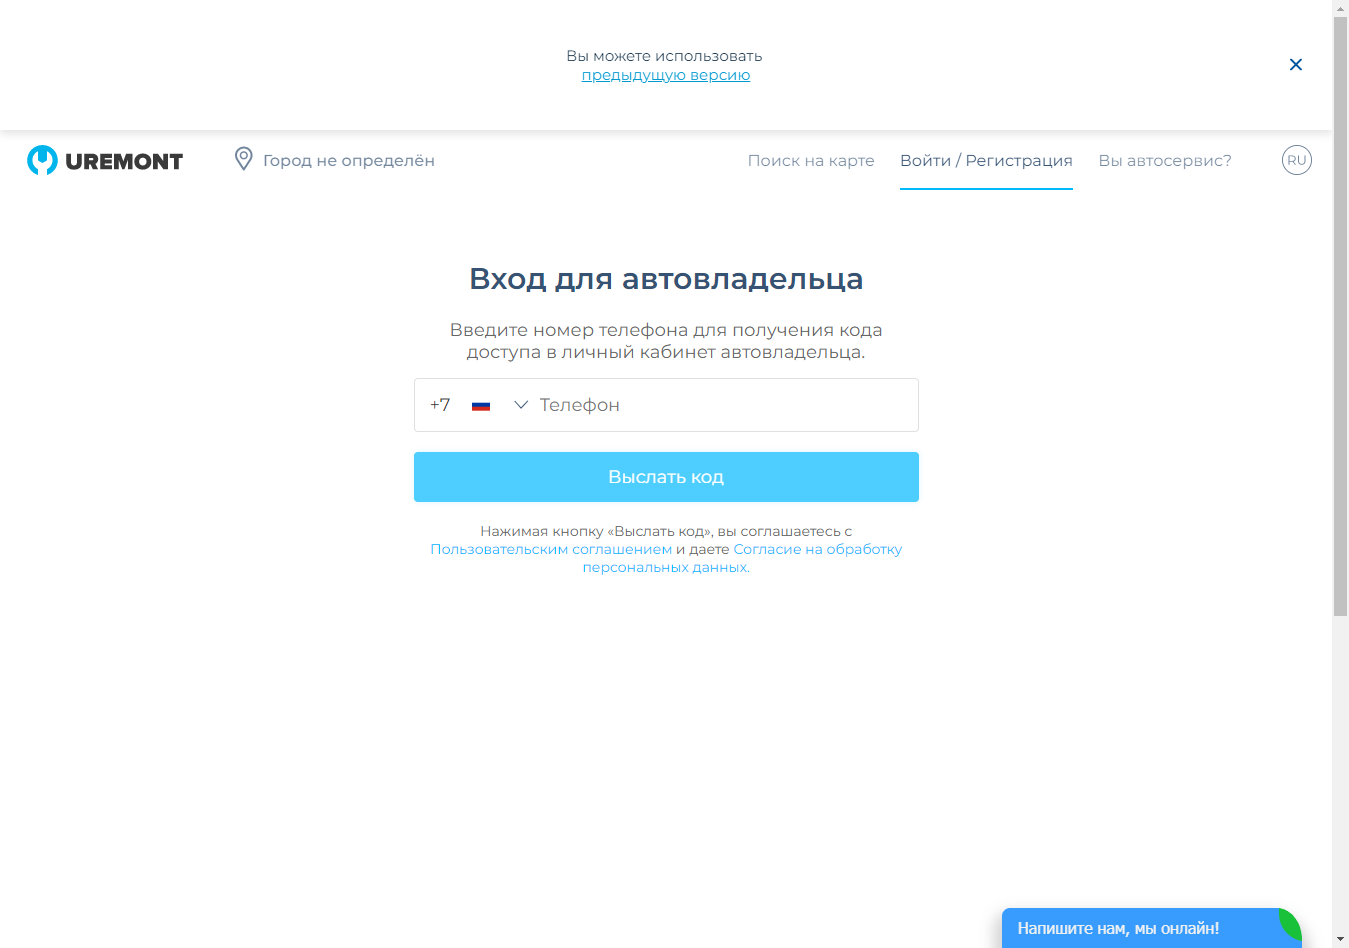 Вы можете использовать
предыдущую версию
UREMONT
Город не определён
Поиск на карте
Войти / Регистрация
Вы автосервис?
RU
Вход для автовладельца
Введите номер телефона для получения кода
доступа в личный кабинет автовладельца.
+7
Телефон
Выслать код
Нажимая кнопку «Выслать код», вы соглашаетесь с
Пользовательским соглашением и даете Согласие на обработку
персональных данных.
Напишите нам, мы онлайн!